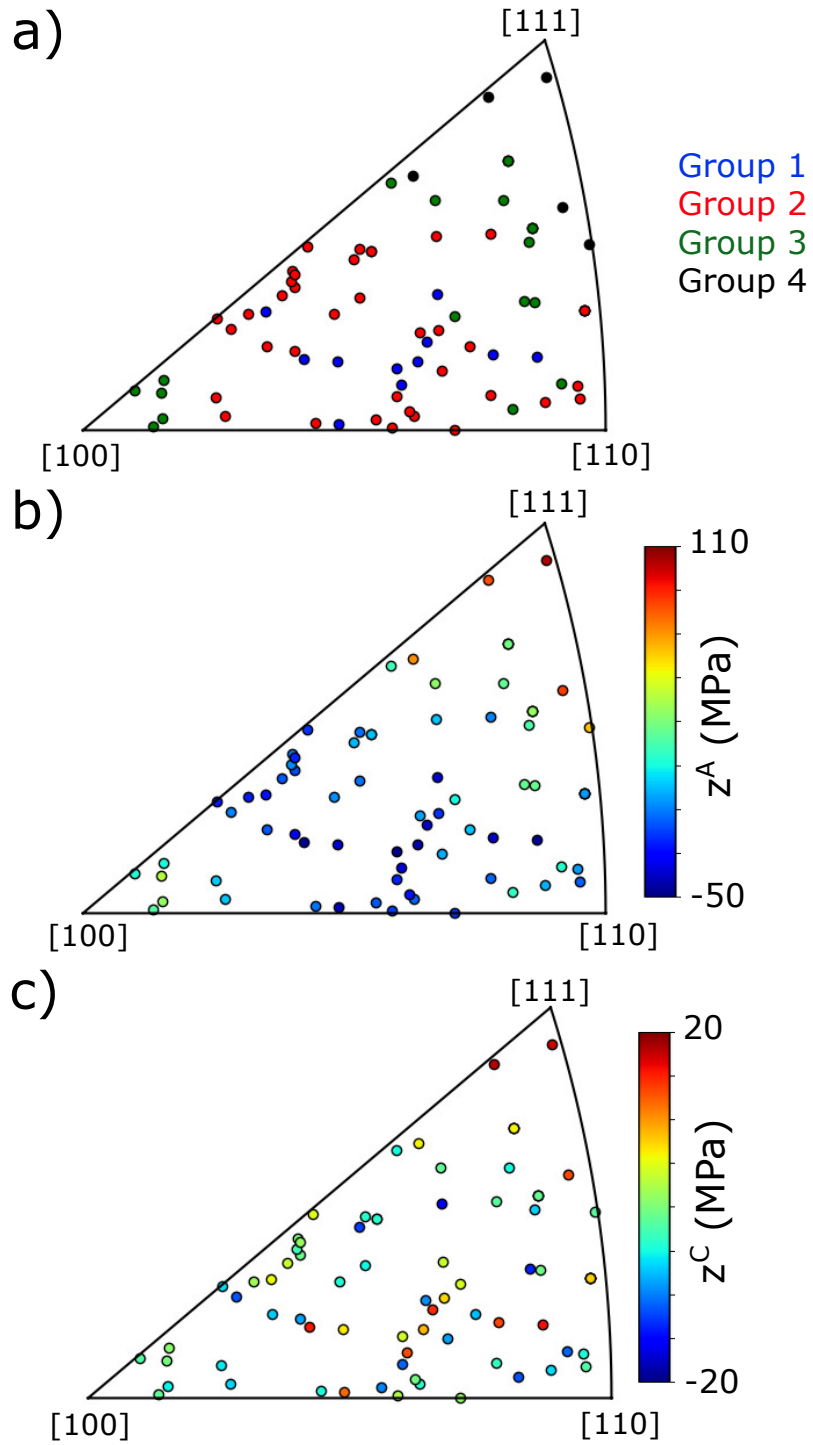 a)
[111]
Group 1
Group 2
Group 3
Group 4
[100]
[110]
b)
[111]
110
z^A (MPa)
-50
[100]
[110]
c)
[111]
20
z^C (MPa)
-20
[100]
[110]